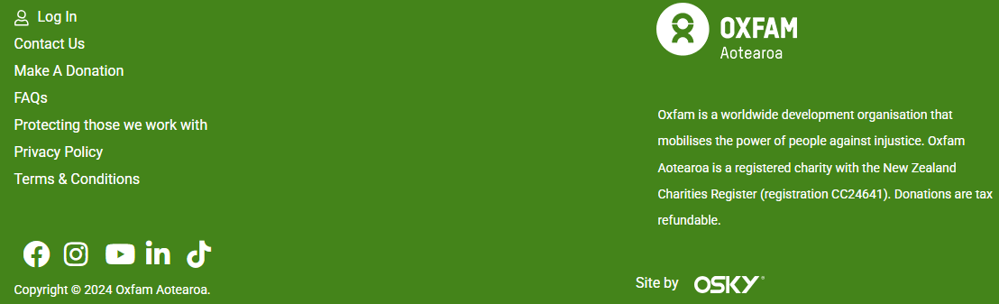 Log In
Contact Us
Make A Donation
FAQs
Protecting those we work with
Privacy Policy
Terms & Conditions
Copyright © 2024 Oxfam Aotearoa.
OXFAM
Aotearoa
Oxfam is a worldwide development organisation that
mobilises the power of people against injustice. Oxfam
Aotearoa is a registered charity with the New Zealand
Charities Register (registration CC24641). Donations are tax
refundable.
Site by OSKY®